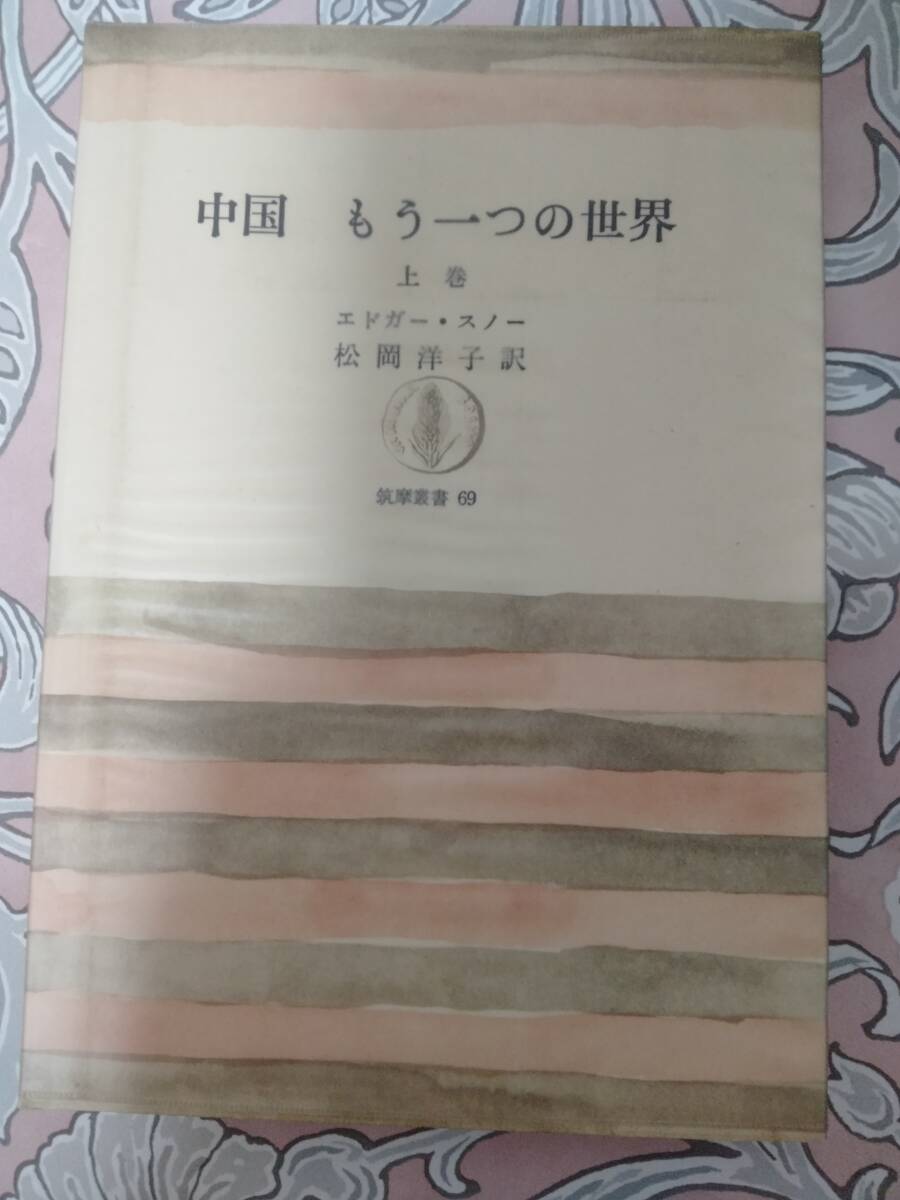 中国　もう一つの世界
上巻
エドガー・スノー
松岡洋子訳
筑摩叢書 69